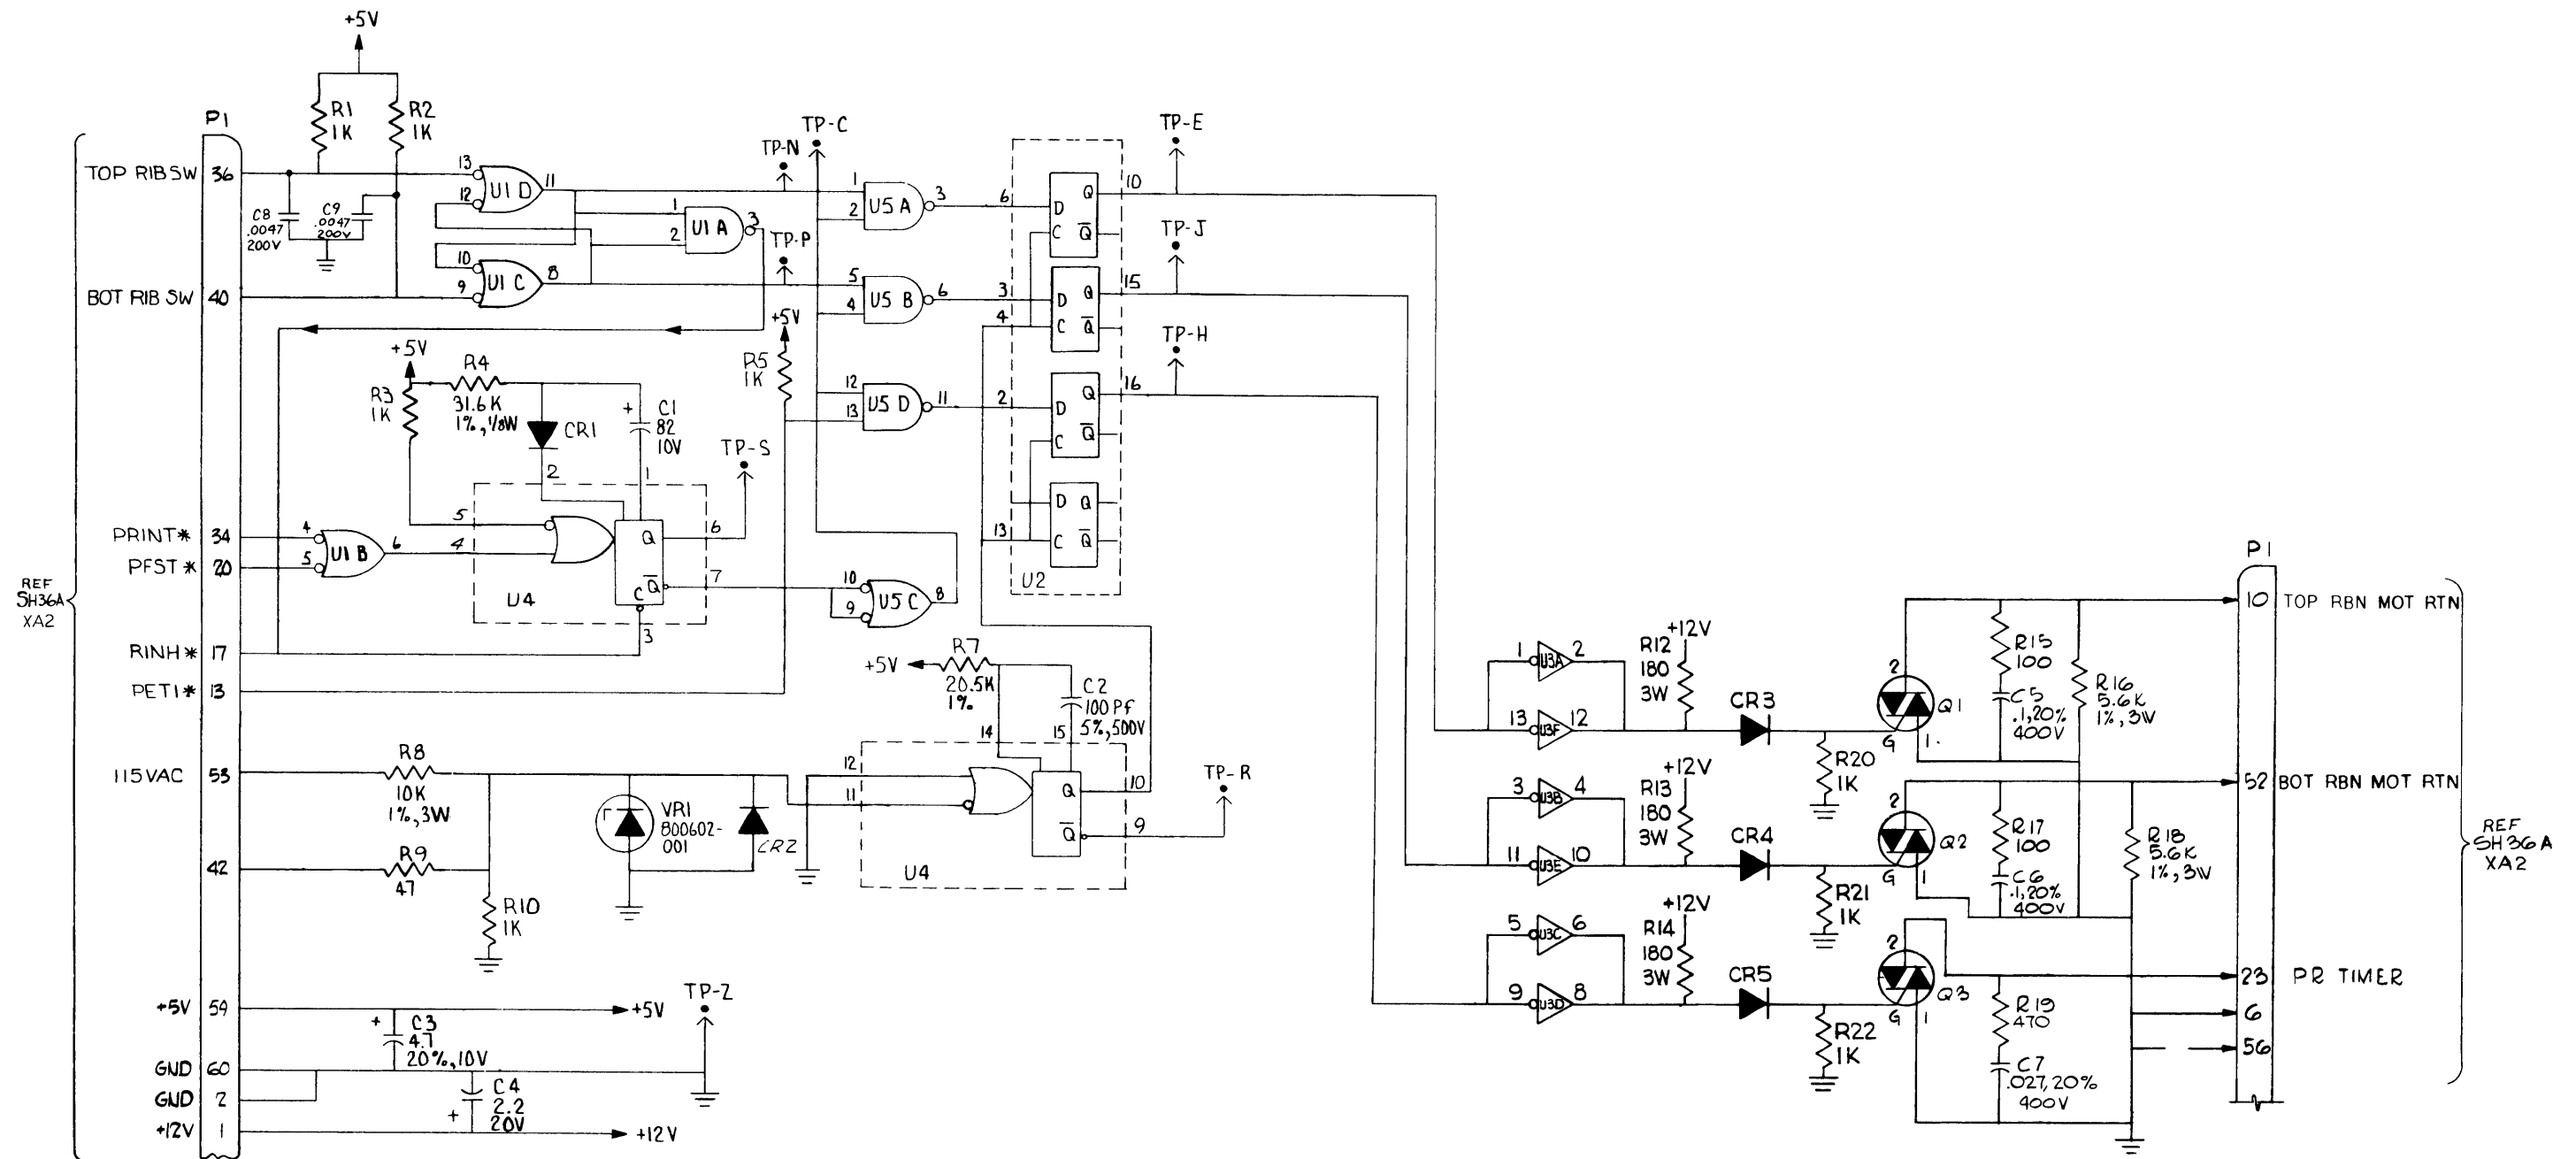 +5V
P1
R1
1K
R2
1K
TOP RIB SW 36
C8
.0047
200V
C9
.0047
200V
BOT RIB SW 40
13
12
U1 D
11
10
9
U1 C
8
1
2
U1 A
3
TP-N
TP-P
TP-C
1
2
U5 A
3
5
4
U5 B
6
12
13
U5 D
11
+5V
R5
1K
+5V
R3
1K
R4
31.6K
1%, 1/8W
CR1
C1
82
10V
+
2
1
TP-S
PRINT* 34
PFST* 20
4
5
U1 B
6
5
4
Q
6
Q
7
C
3
U4
10
9
U5 C
8
RINH* 17
PETI* 13
REF
SH36A
XA2
6
D
Q
C
Q
10
TP-E
3
4
D
Q
C
Q
15
TP-J
2
D
Q
C
Q
16
TP-H
13
D
Q
C
Q
U2
+5V
R7
20.5K
1%
C2
100 Pf
5%, 500V
14
15
115VAC 53
R8
10K
1%, 3W
42
R9
47
R10
1K
VR1
800602-
001
CR2
12
11
Q
10
Q
9
U4
TP-R
+5V 59
+5V
TP-Z
+
C3
4.7
20%, 10V
GND 60
GND 2
C4
2.2
20V
+
+12V 1
+12V
1
U3A
2
13
U3F
12
R12
180
3W
+12V
CR3
R20
1K
2
G
1
Q1
R15
100
C5
.1, 20%
400V
R16
5.6K
1%, 3W
3
U3B
4
11
U3E
10
R13
180
3W
+12V
CR4
R21
1K
2
G
1
Q2
R17
100
C6
.1, 20%
400V
R18
5.6K
1%, 3W
5
U3C
6
9
U3D
8
R14
180
3W
+12V
CR5
R22
1K
2
G
1
Q3
R19
470
C7
.027, 20%
400V
P1
10 TOP RBN MOT RTN
52 BOT RBN MOT RTN
23 PR TIMER
6
56
REF
SH 36 A
XA2